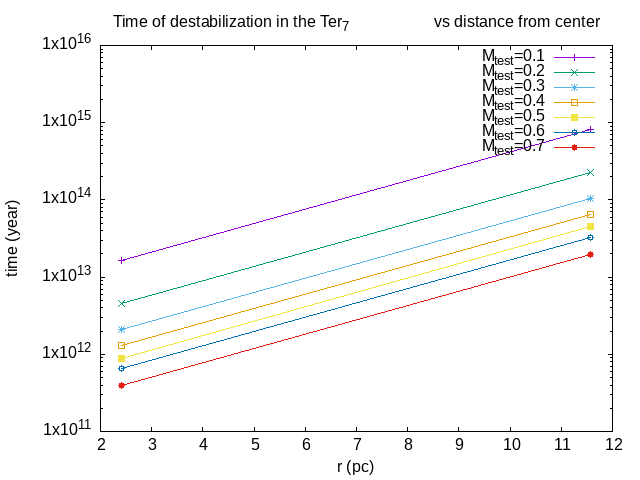 Time of destabilization in the Ter7 vs distance from center
1x10^16
1x10^15
1x10^14
1x10^13
1x10^12
1x10^11
time (year)
Mtest=0.1
Mtest=0.2
Mtest=0.3
Mtest=0.4
Mtest=0.5
Mtest=0.6
Mtest=0.7
2 3 4 5 6 7 8 9 10 11 12
r (pc)